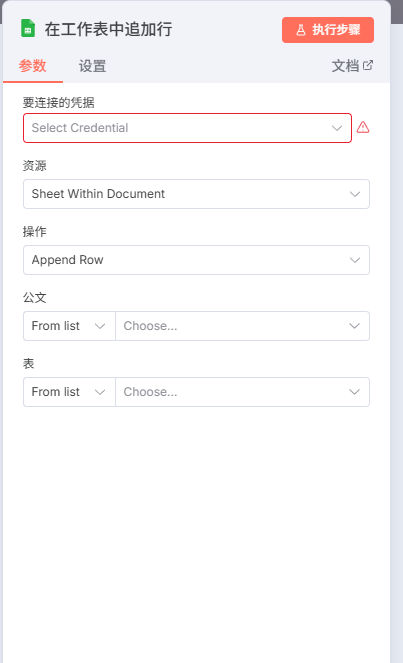 在工作表中追加行
执行步骤
参数 设置 文档
要连接的凭据
Select Credential
资源
Sheet Within Document
操作
Append Row
公文
From list Choose...
表
From list Choose...